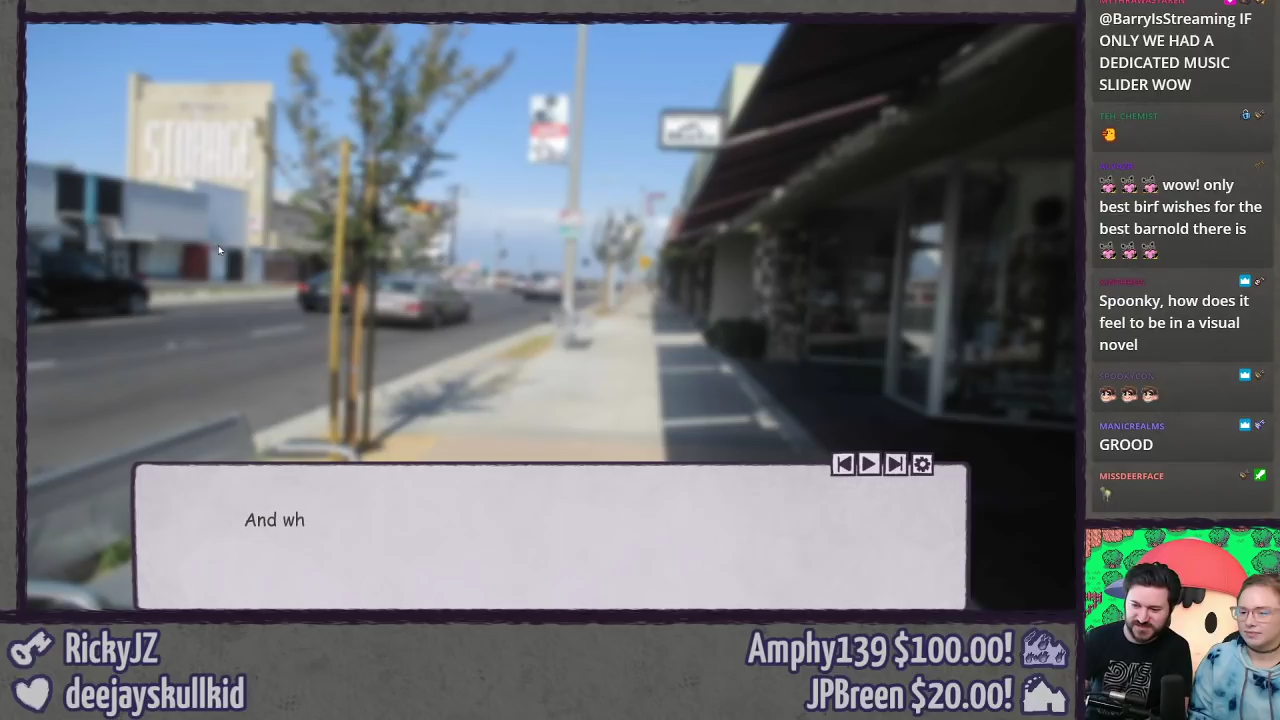 STORAGE
And wh
@BarryIsStreaming IF
ONLY WE HAD A
DEDICATED MUSIC
SLIDER WOW
TEH_CHEMIST
wow! only
best birf wishes for the
best barnold there is
Spoonky, how does it
feel to be in a visual
novel
MANICREALMS
GROOD
MISSDEERFACE
RickyJZ
deejayskullkid
Amphy139 $100.00!
JPBreen $20.00!